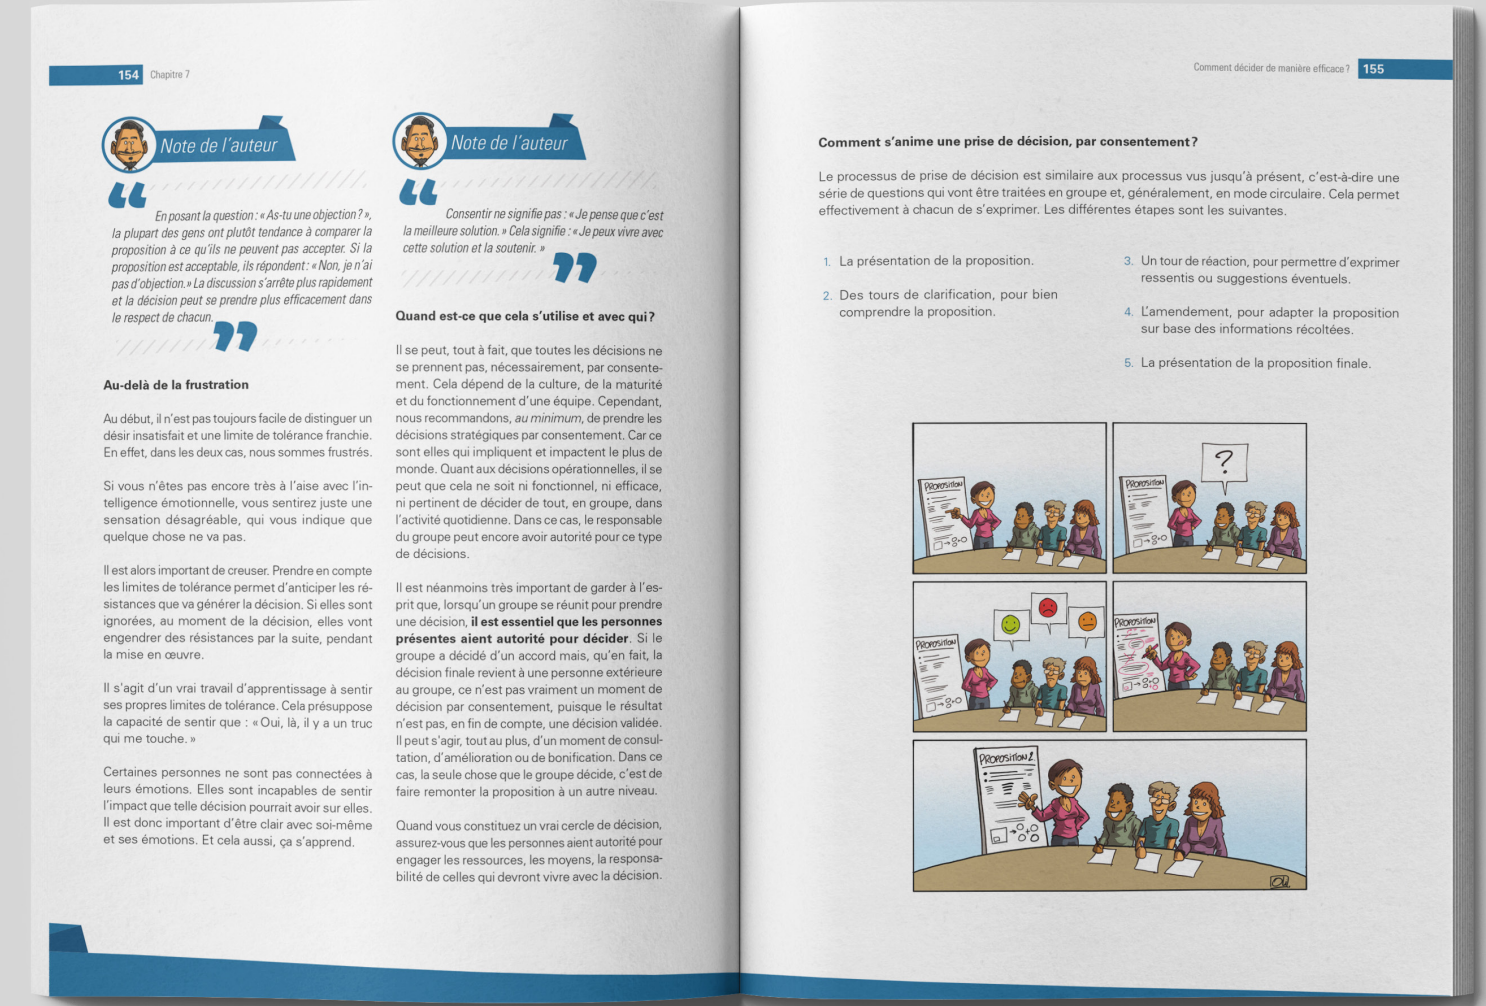 154 Chapitre 7
Note de l'auteur
“
En posant la question : « As-tu une objection ? »,
la plupart des gens ont plutôt tendance à comparer la
proposition à ce qu'ils ne peuvent pas accepter. Si la
proposition est acceptable, ils répondent : « Non, je n'ai
pas d'objection. » La discussion s'arrête plus rapidement
et la décision peut se prendre plus efficacement dans
le respect de chacun.
”
Au-delà de la frustration
Au début, il n'est pas toujours facile de distinguer un
désir insatisfait et une limite de tolérance franchie.
En effet, dans les deux cas, nous sommes frustrés.
Si vous n'êtes pas encore très à l'aise avec l'in-
telligence émotionnelle, vous sentirez juste une
sensation désagréable, qui vous indique que
quelque chose ne va pas.
Il est alors important de creuser. Prendre en compte
les limites de tolérance permet d'anticiper les ré-
sistances que va générer la décision. Si elles sont
ignorées, au moment de la décision, elles vont
engendrer des résistances par la suite, pendant
la mise en œuvre.
Il s'agit d'un vrai travail d'apprentissage à sentir
ses propres limites de tolérance. Cela présuppose
la capacité de sentir que : « Oui, là, il y a un truc
qui me touche. »
Certaines personnes ne sont pas connectées à
leurs émotions. Elles sont incapables de sentir
l'impact que telle décision pourrait avoir sur elles.
Il est donc important d'être clair avec soi-même
et ses émotions. Et cela aussi, ça s'apprend.
Note de l'auteur
“
Consentir ne signifie pas : « Je pense que c'est
la meilleure solution. » Cela signifie : « Je peux vivre avec
cette solution et la soutenir. »
”
Quand est-ce que cela s'utilise et avec qui ?
Il se peut, tout à fait, que toutes les décisions ne
se prennent pas, nécessairement, par consente-
ment. Cela dépend de la culture, de la maturité
et du fonctionnement d'une équipe. Cependant,
nous recommandons, au minimum, de prendre les
décisions stratégiques par consentement. Car ce
sont elles qui impliquent et impactent le plus de
monde. Quant aux décisions opérationnelles, il se
peut que cela ne soit ni fonctionnel, ni efficace,
ni pertinent de décider de tout, en groupe, dans
l'activité quotidienne. Dans ce cas, le responsable
du groupe peut encore avoir autorité pour ce type
de décisions.
Il est néanmoins très important de garder à l'es-
prit que, lorsqu'un groupe se réunit pour prendre
une décision, il est essentiel que les personnes
présentes aient autorité pour décider. Si le
groupe a décidé d'un accord mais, qu'en fait, la
décision finale revient à une personne extérieure
au groupe, ce n'est pas vraiment un moment de
décision par consentement, puisque le résultat
n'est pas, en fin de compte, une décision validée.
Il peut s'agir, tout au plus, d'un moment de consul-
tation, d'amélioration ou de bonification. Dans ce
cas, la seule chose que le groupe décide, c'est de
faire remonter la proposition à un autre niveau.
Quand vous constituez un vrai cercle de décision,
assurez-vous que les personnes aient autorité pour
engager les ressources, les moyens, la responsa-
bilité de celles qui devront vivre avec la décision.
Comment décider de manière efficace ? 155
Comment s'anime une prise de décision, par consentement ?
Le processus de prise de décision est similaire aux processus vus jusqu'à présent, c'est-à-dire une
série de questions qui vont être traitées en groupe et, généralement, en mode circulaire. Cela permet
effectivement à chacun de s'exprimer. Les différentes étapes sont les suivantes.
1. La présentation de la proposition.
2. Des tours de clarification, pour bien
comprendre la proposition.
3. Un tour de réaction, pour permettre d'exprimer
ressentis ou suggestions éventuels.
4. L'amendement, pour adapter la proposition
sur base des informations récoltées.
5. La présentation de la proposition finale.
PROPOSITION
PROPOSITION
?
PROPOSITION
PROPOSITION
PROPOSITION 2